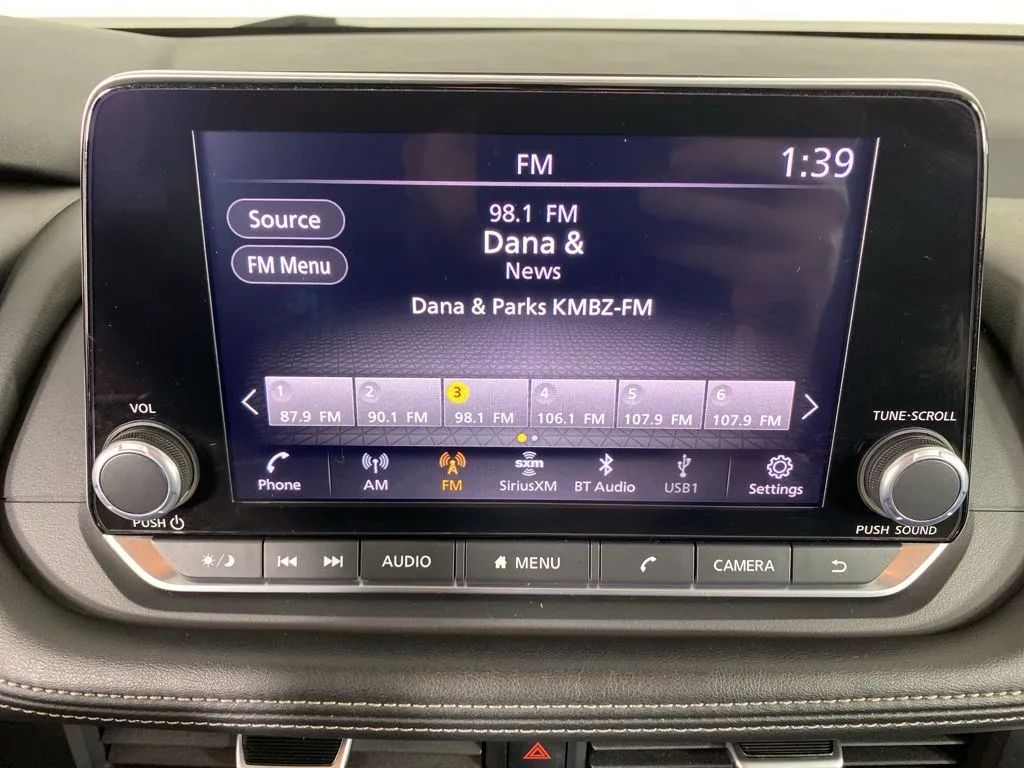 FM
1:39
Source
98.1 FM
Dana &
FM Menu
News
Dana & Parks KMBZ-FM
1 2 3 4 5 6
87.9 FM 90.1 FM 98.1 FM 106.1 FM 107.9 FM 107.9 FM
VOL
TUNE·SCROLL
sxm
Phone AM FM SiriusXM BT Audio USB1 Settings
PUSH
PUSH SOUND
AUDIO MENU CAMERA